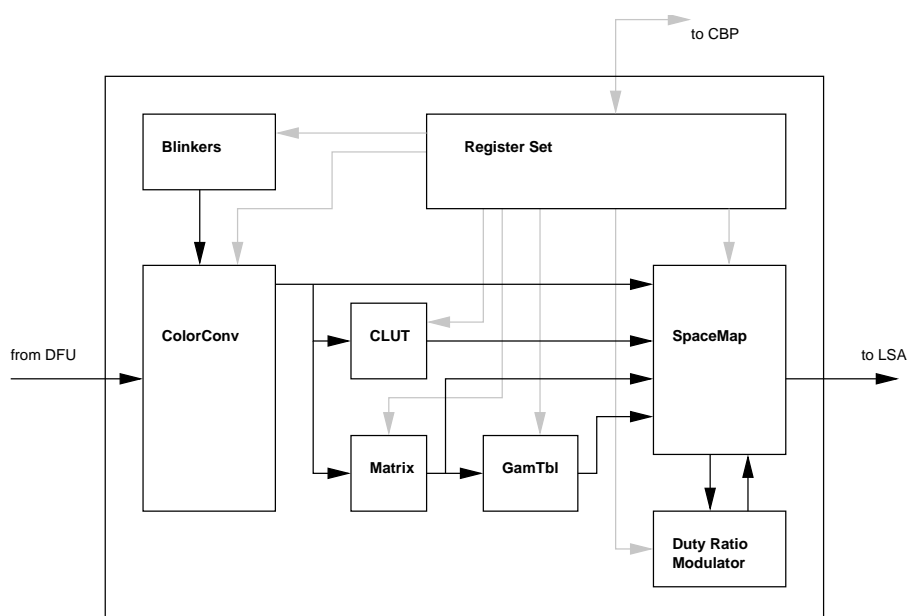 to CBP
Blinkers
Register Set
ColorConv
CLUT
SpaceMap
from DFU
to LSA
Matrix
GamTbl
Duty Ratio
Modulator